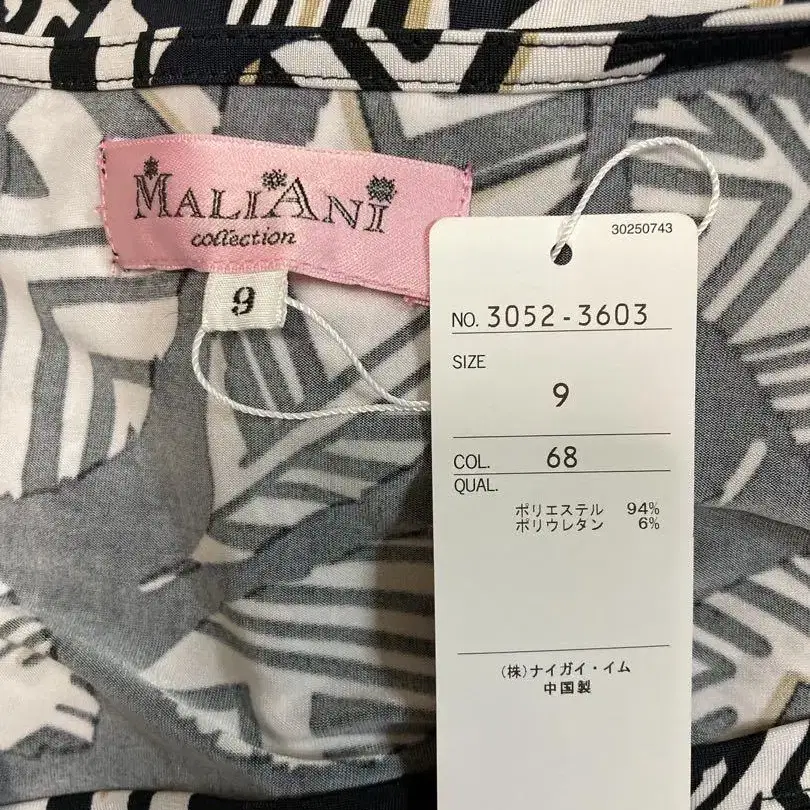 MALIANI
collection
9
30250743
NO. 3052-3603
SIZE
9
COL. 68
QUAL.
ポリエステル 94%
ポリウレタン 6%
(株)ナイガイ・イム
中国製